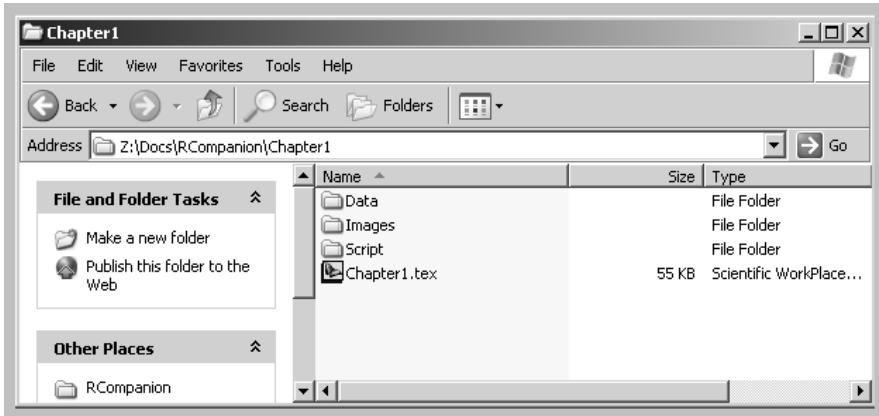 Chapter1
File Edit View Favorites Tools Help
Back Search Folders
Address Z:\Docs\RCompanion\Chapter1 Go
File and Folder Tasks
Make a new folder
Publish this folder to the
Web
Other Places
RCompanion
Name Size Type
Data File Folder
Images File Folder
Script File Folder
Chapter1.tex 55 KB Scientific WorkPlace...